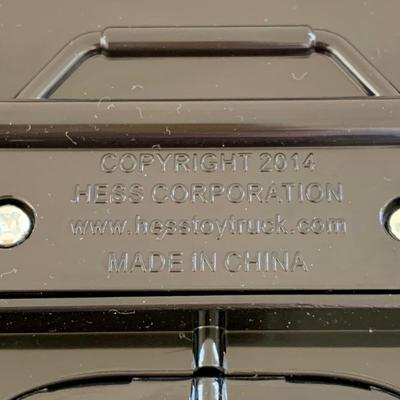 COPYRIGHT 2014
HESS CORPORATION
www.hesstoytruck.com
MADE IN CHINA